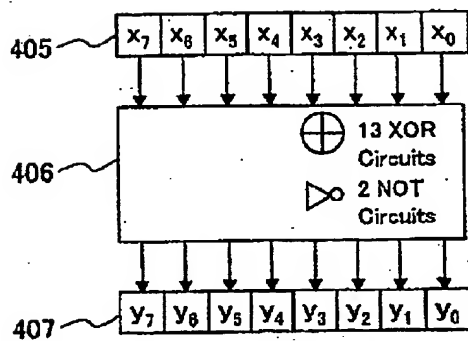 405 x₇ x₆ x₅ x₄ x₃ x₂ x₁ x₀
406
13 XOR
Circuits
2 NOT
Circuits
407 y₇ y₆ y₅ y₄ y₃ y₂ y₁ y₀